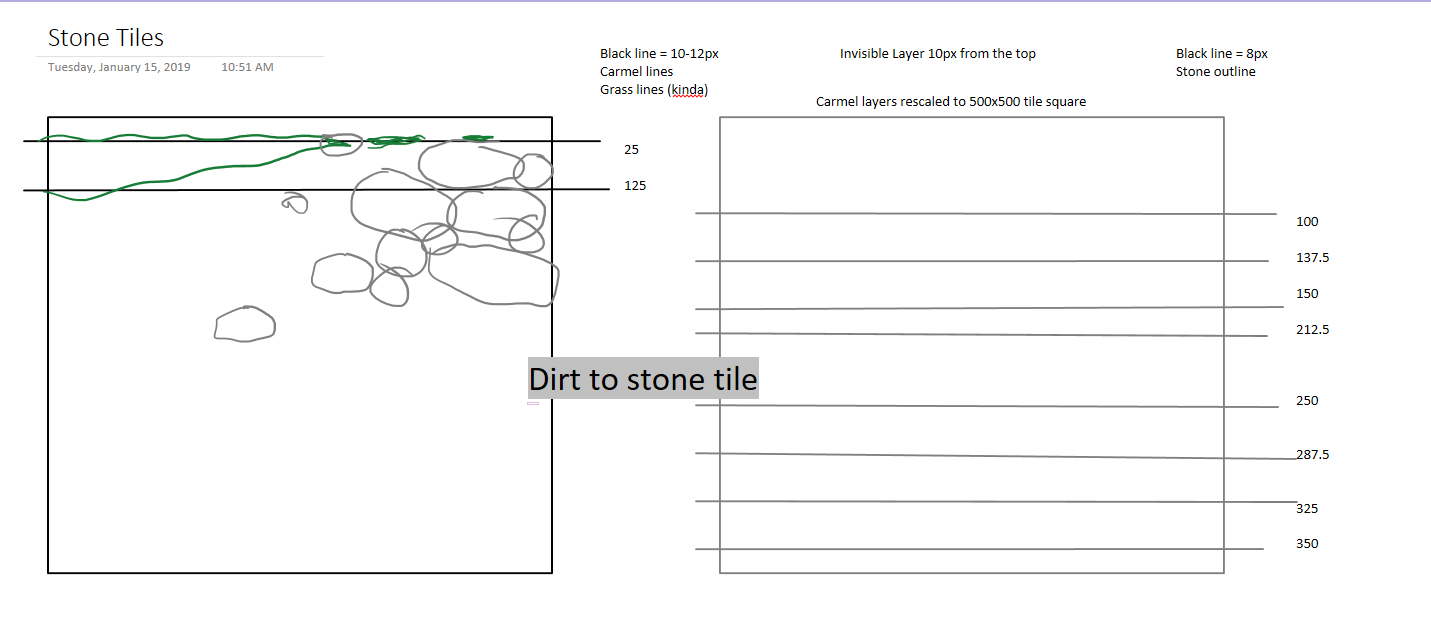 Stone Tiles
Tuesday, January 15, 2019 10:51 AM
Black line = 10-12px
Carmel lines
Grass lines (kinda)
Invisible Layer 10px from the top
Black line = 8px
Stone outline
Carmel layers rescaled to 500x500 tile square
25
125
100
137.5
150
212.5
Dirt to stone tile
250
287.5
325
350